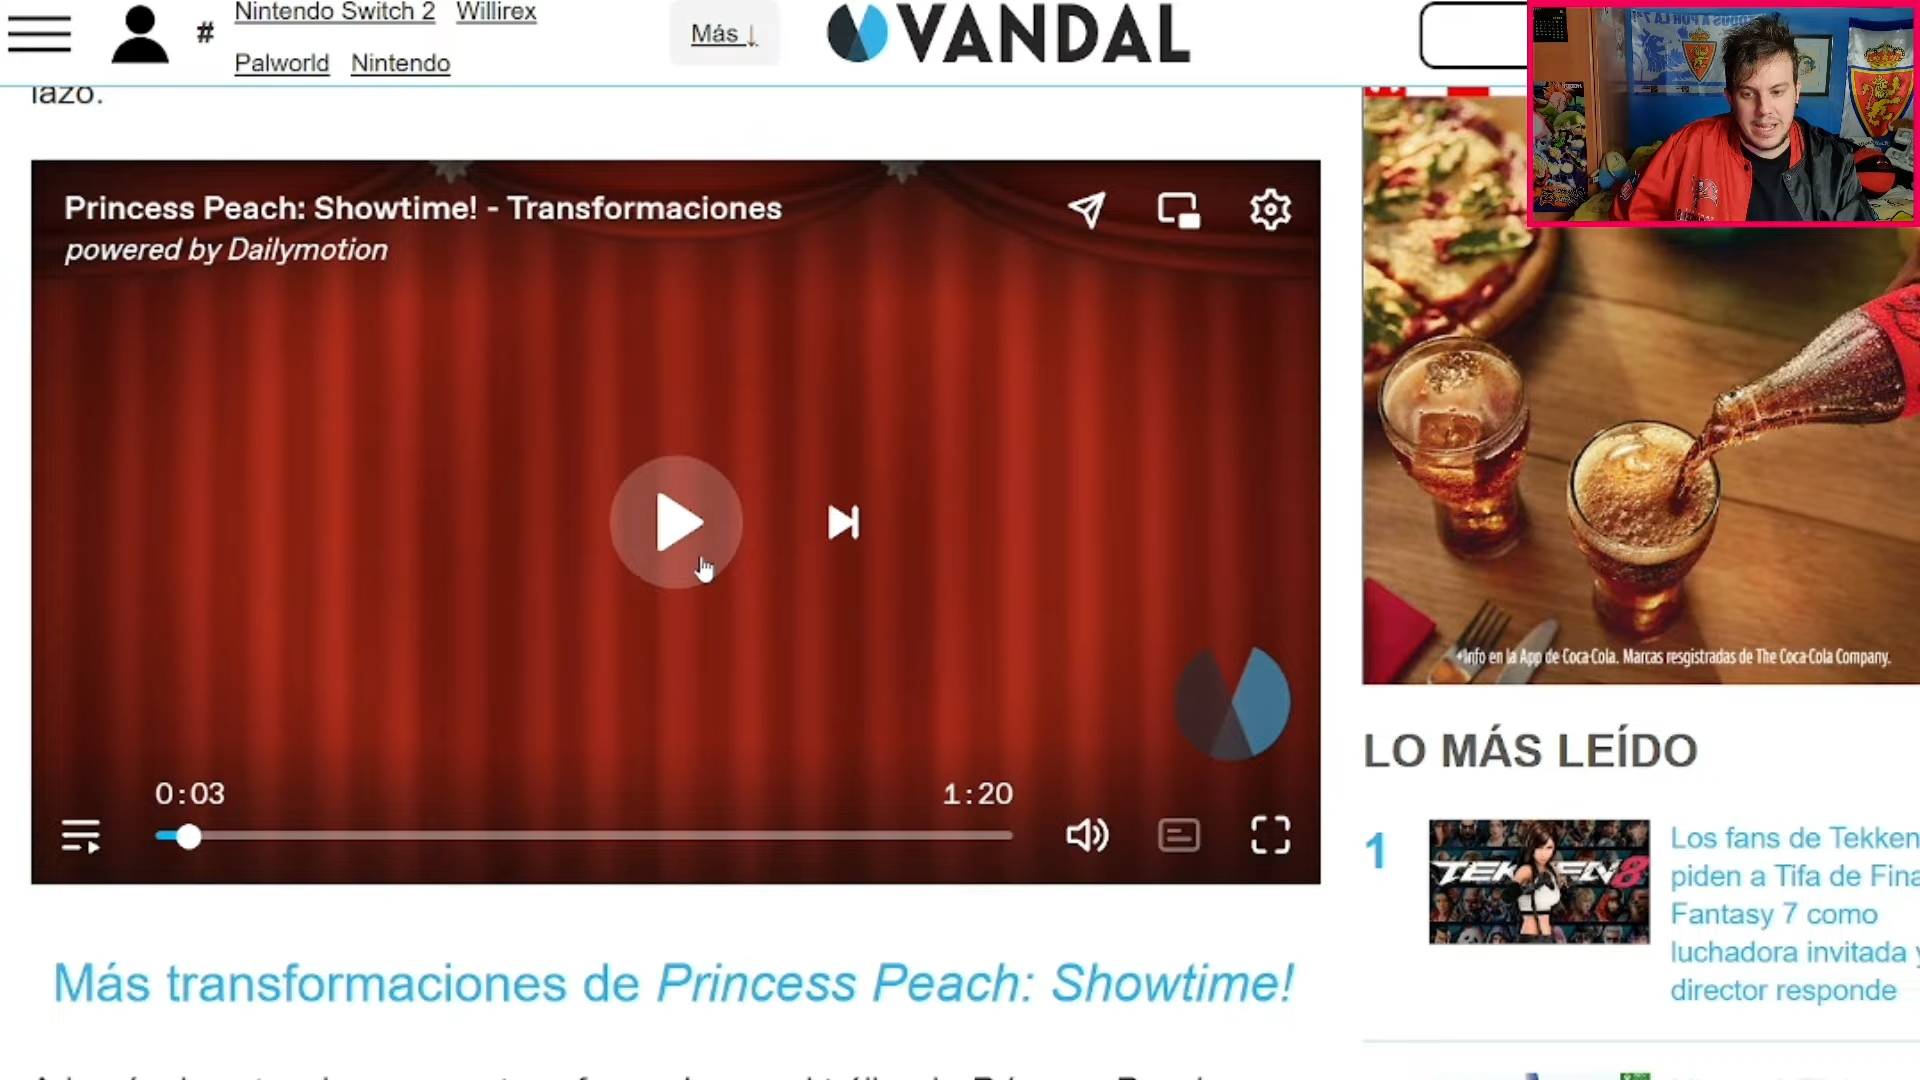 Nintendo Switch 2 Willirex
#
Palworld Nintendo
Más ↓
VANDAL
lazo.
Princess Peach: Showtime! - Transformaciones
powered by Dailymotion
0:03
1:20
+Info en la App de Coca-Cola. Marcas resgistradas de The Coca-Cola Company.
LO MÁS LEÍDO
1
TEKKEN 8
Los fans de Tekken
piden a Tifa de Fina
Fantasy 7 como
luchadora invitada y
director responde
Más transformaciones de Princess Peach: Showtime!